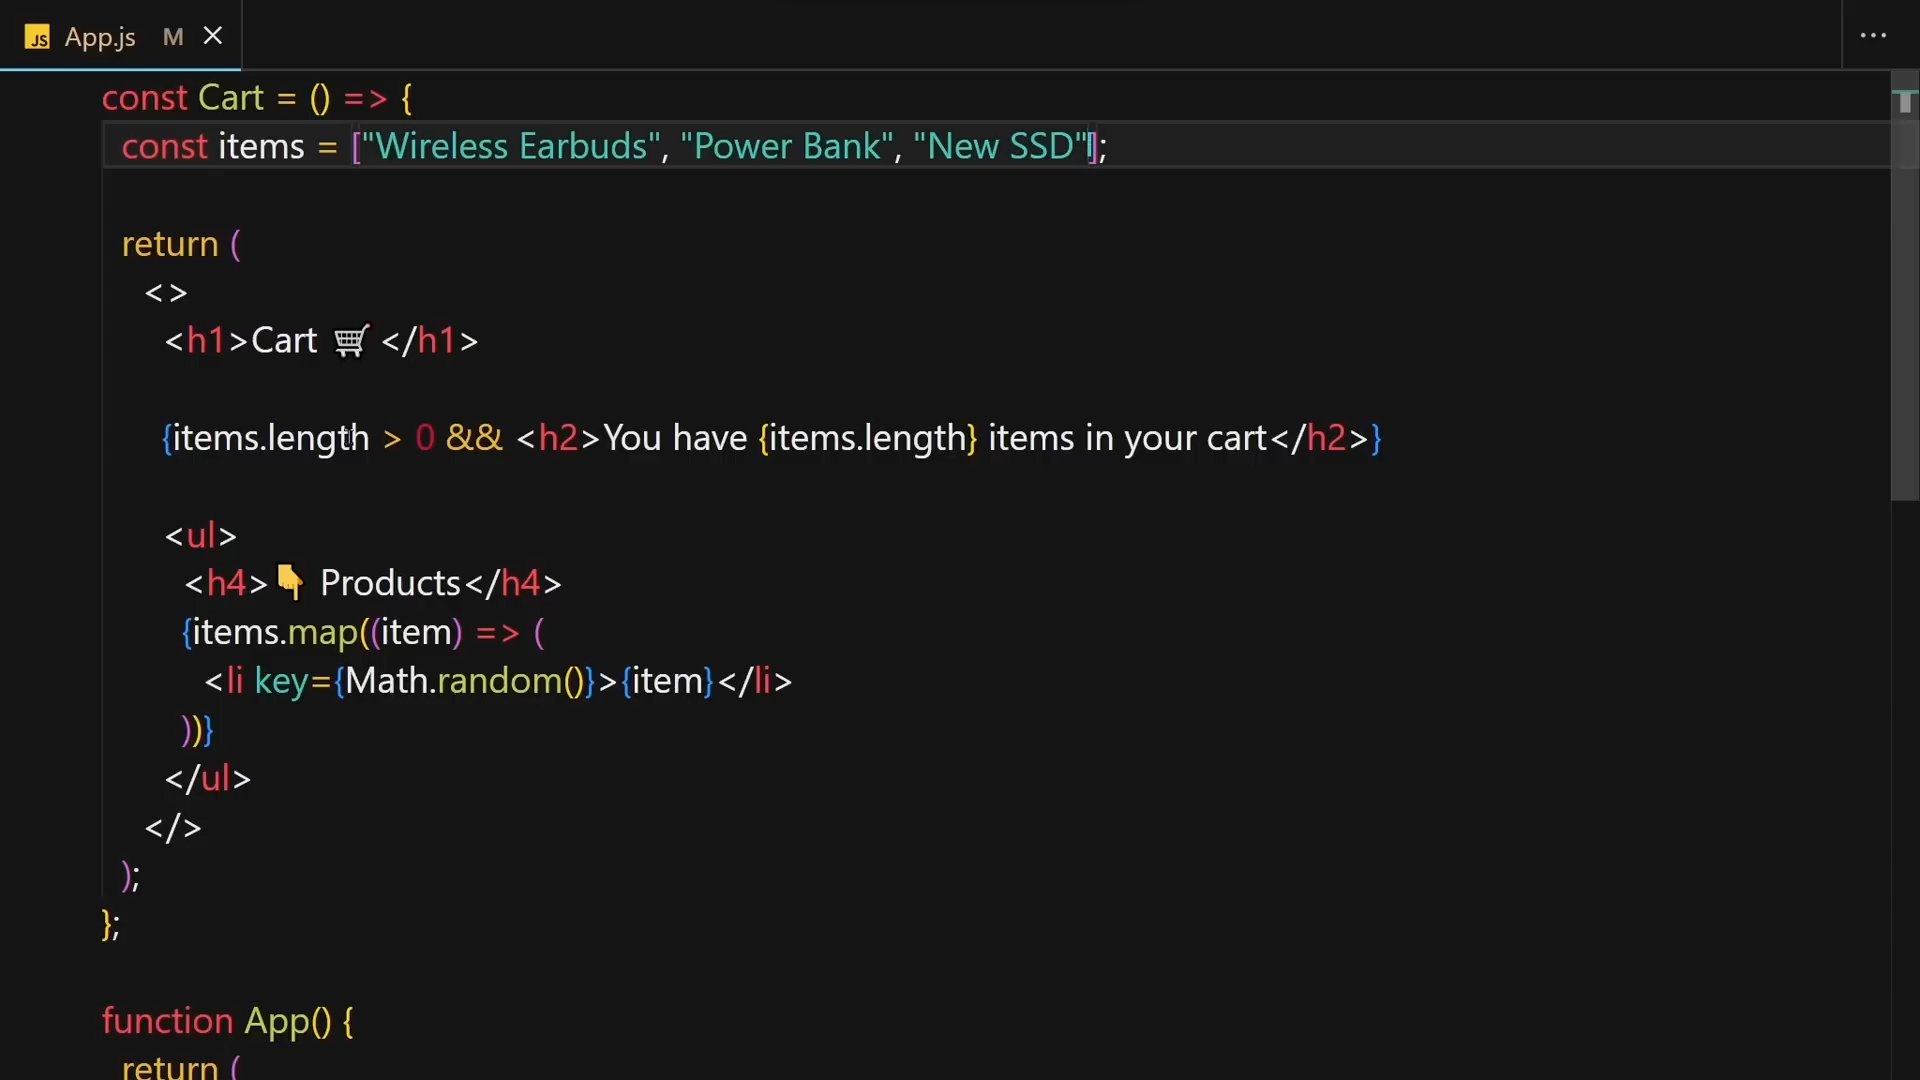 App.js M
const Cart = () => {
const items = ["Wireless Earbuds", "Power Bank", "New SSD"];
return (
<>
<h1>Cart 🛒 </h1>
{items.length > 0 && <h2>You have {items.length} items in your cart</h2>}
<ul>
<h4>👇 Products</h4>
{items.map((item) => (
<li key={Math.random()}>{item}</li>
))}
</ul>
</>
);
};
function App() {
return (